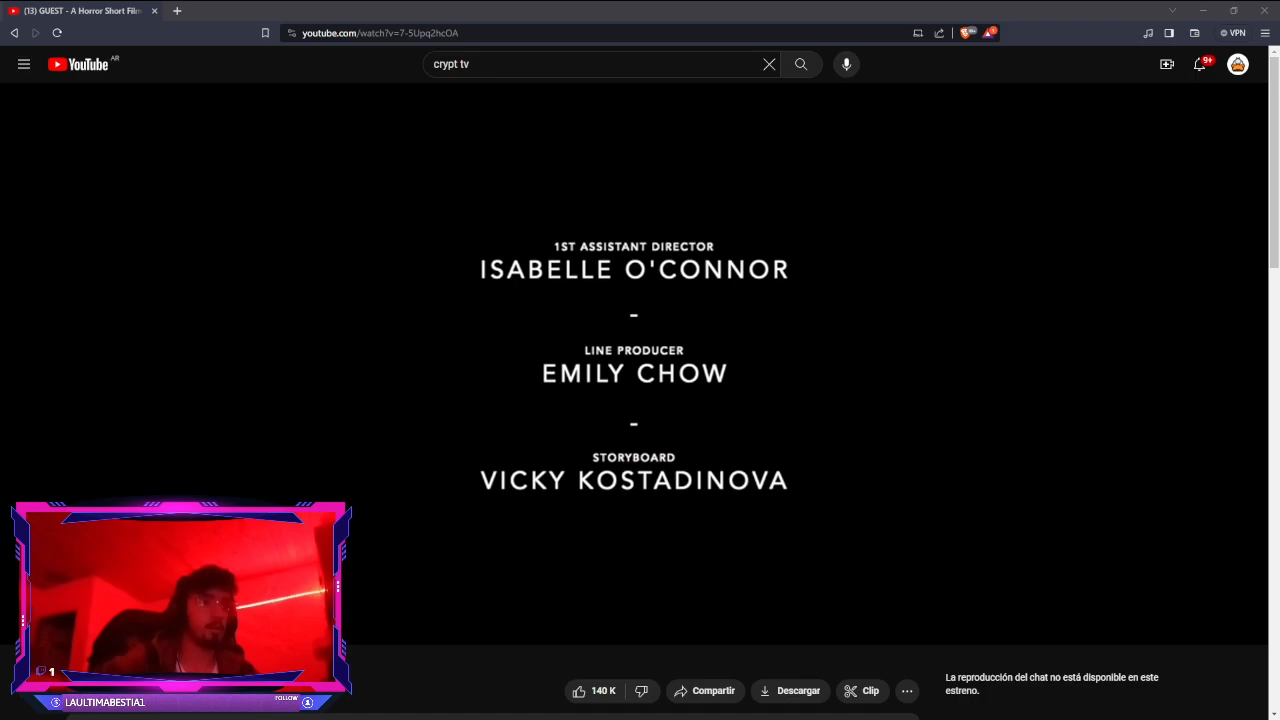 (13) GUEST - A Horror Short Film
youtube.com/watch?v=7-5Upq2hcOA
VPN
YouTube AR
crypt tv
9+
1ST ASSISTANT DIRECTOR
ISABELLE O'CONNOR
-
LINE PRODUCER
EMILY CHOW
-
STORYBOARD
VICKY KOSTADINOVA
1
LAULTIMABESTIA1
FOLLOW
140 K
Compartir
Descargar
Clip
La reproducción del chat no está disponible en este
estreno.